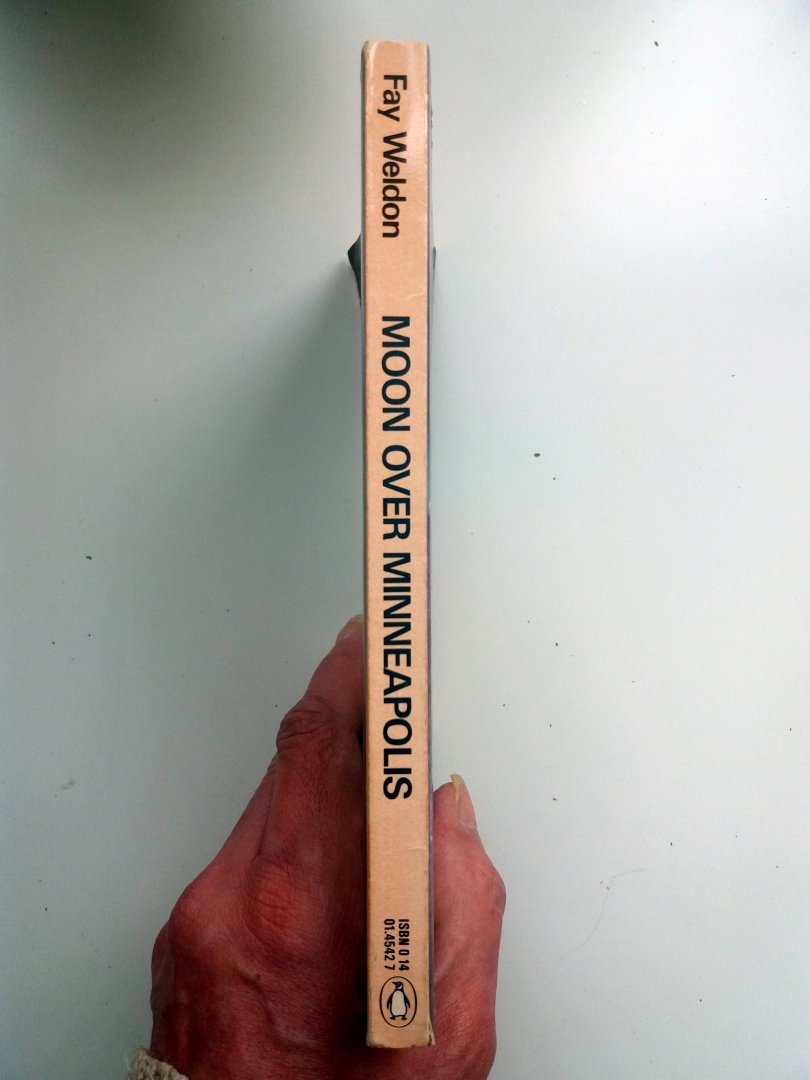 Fay Weldon
MOON OVER MINNEAPOLIS
ISBN 0 14
01.4542 7